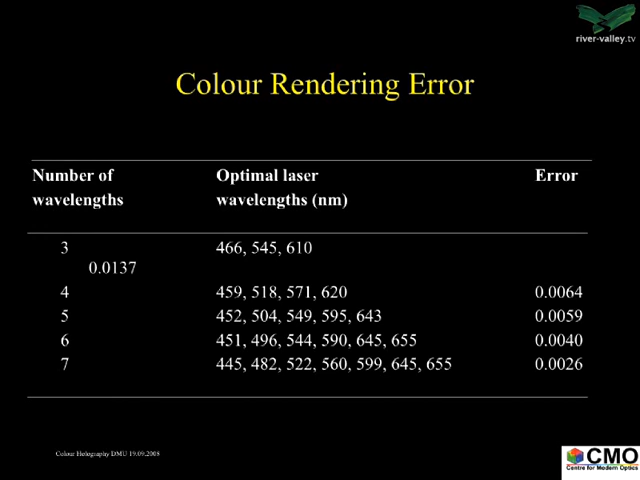 river-valley.tv
Colour Rendering Error
Number of wavelengths Optimal laser wavelengths (nm) Error
3 466, 545, 610
0.0137
4 459, 518, 571, 620 0.0064
5 452, 504, 549, 595, 643 0.0059
6 451, 496, 544, 590, 645, 655 0.0040
7 445, 482, 522, 560, 599, 645, 655 0.0026
Colour Holography DMU 19.09.2008
CMO
Centre for Modern Optics